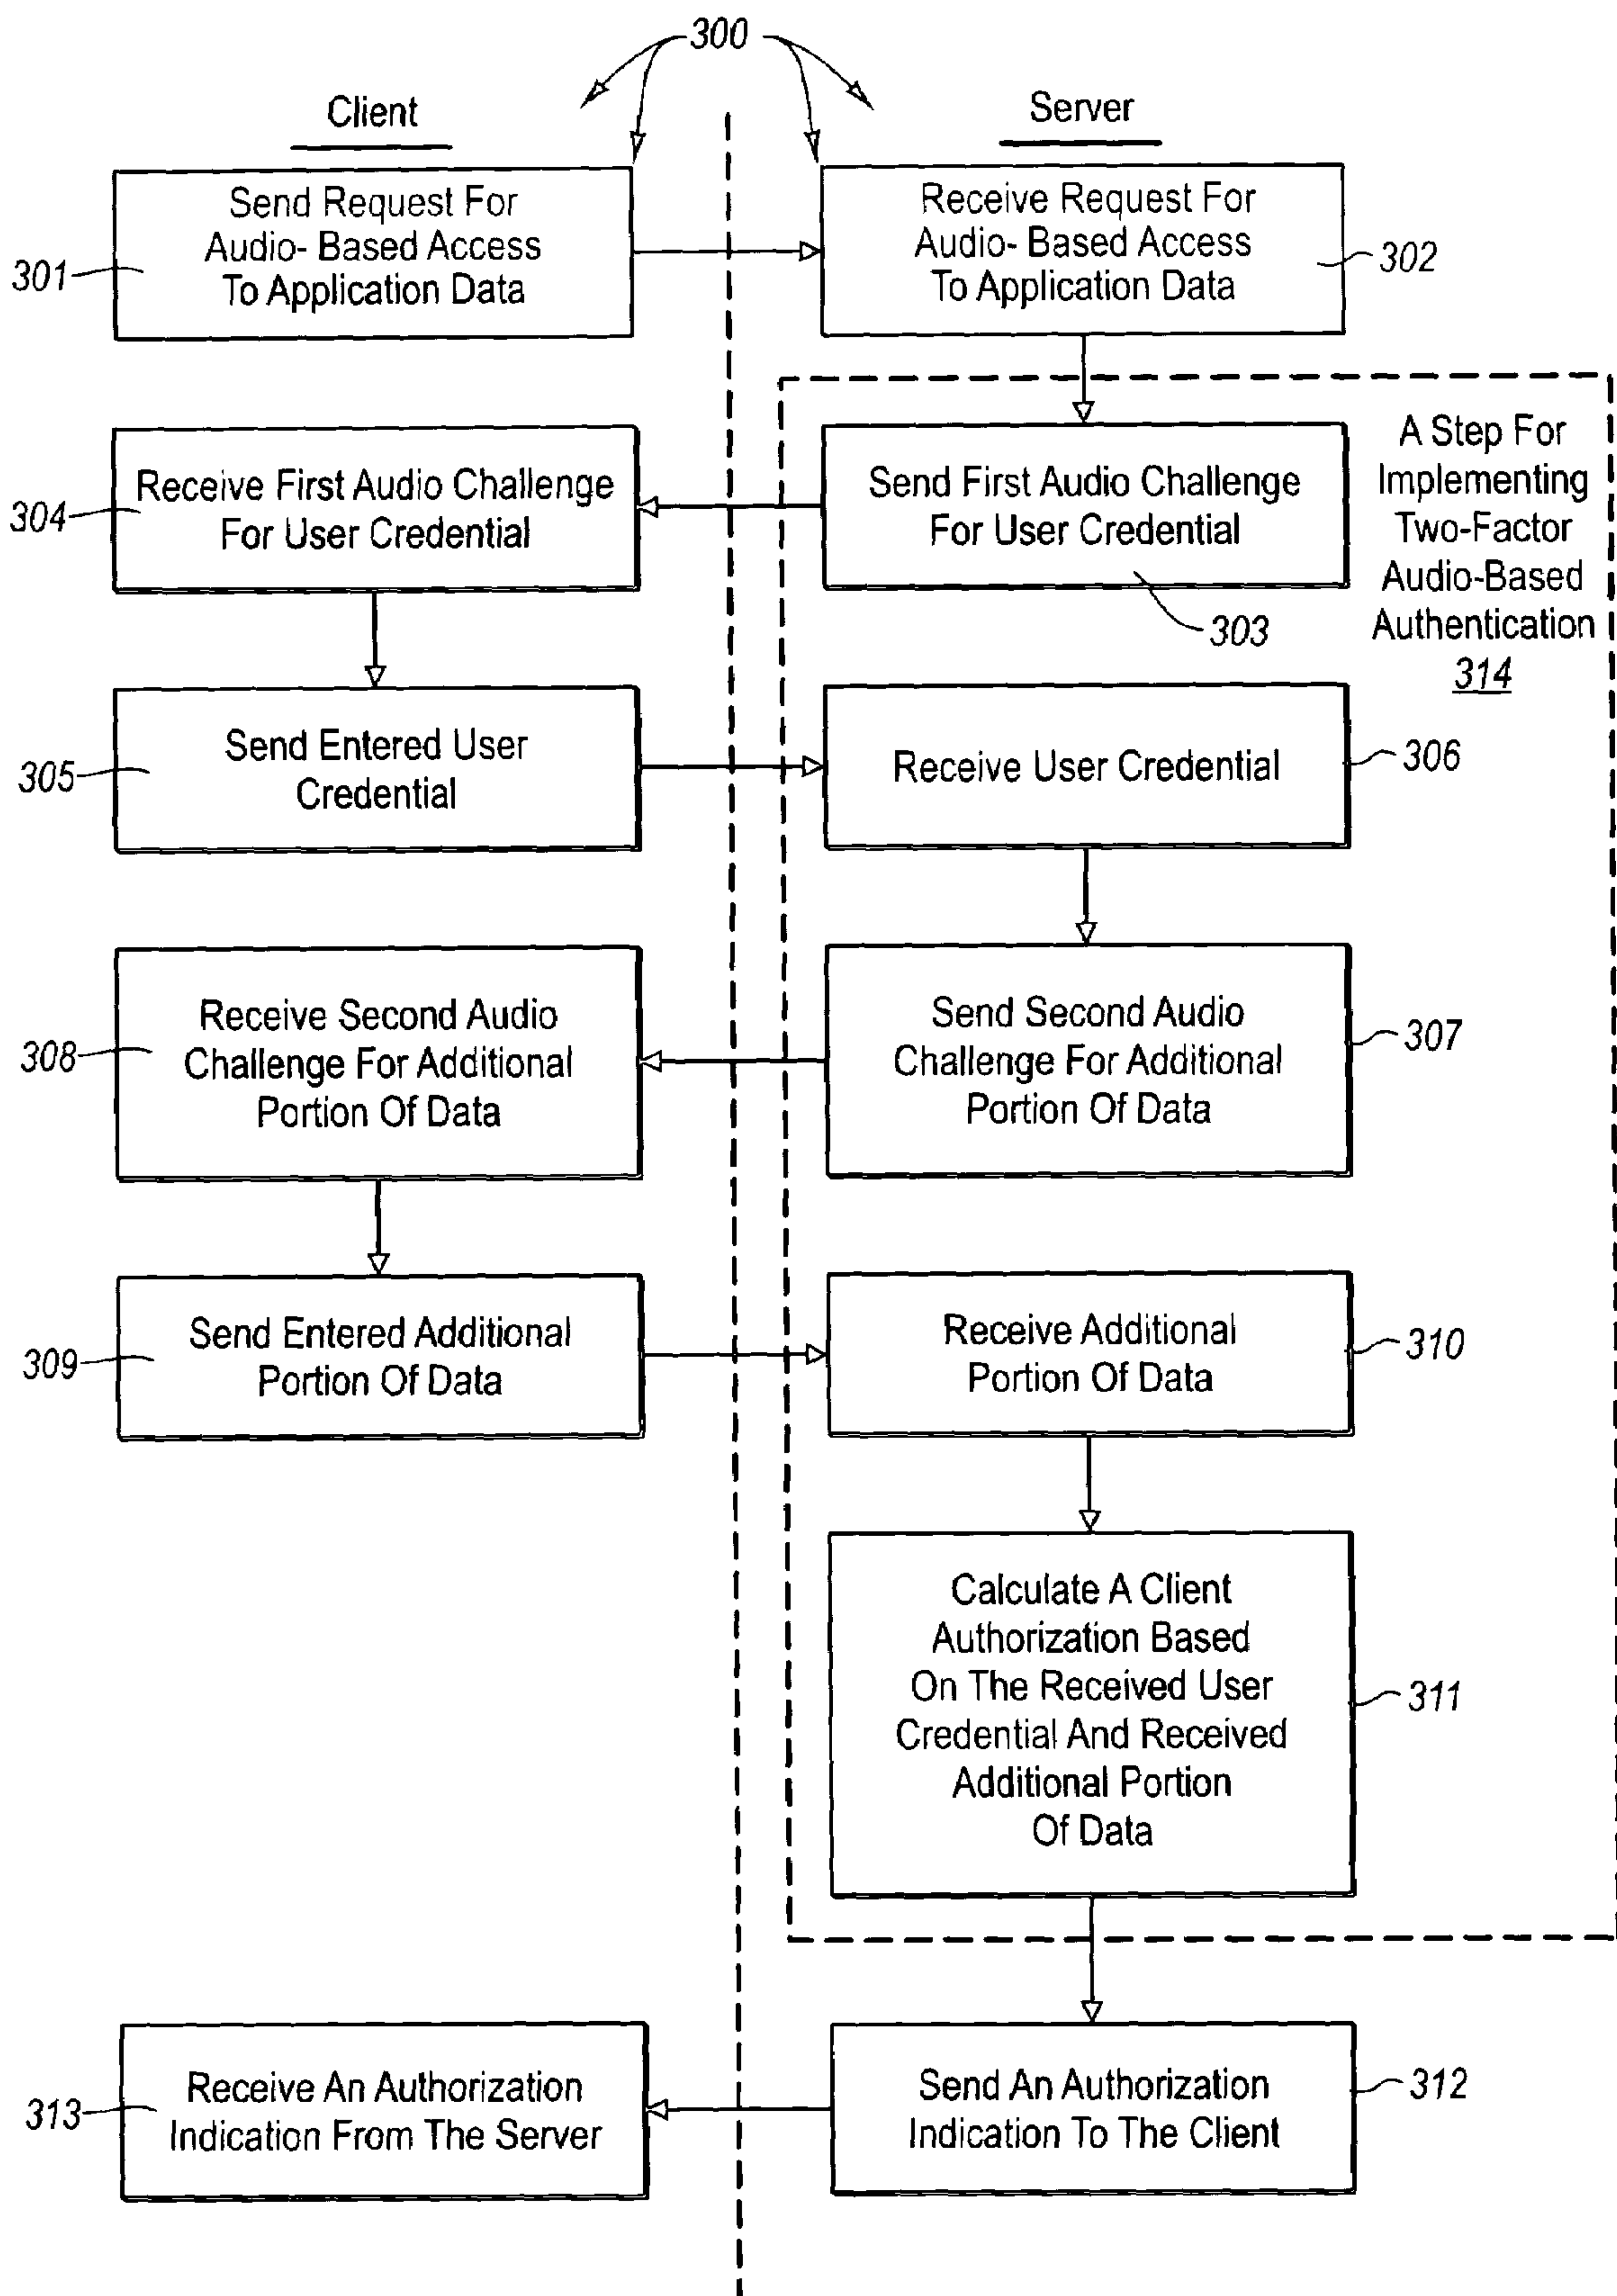 300
Client
Server
Send Request For
Audio- Based Access
To Application Data
301
Receive Request For
Audio- Based Access
To Application Data
302
A Step For
Implementing
Two-Factor
Audio-Based
Authentication
314
Send First Audio Challenge
For User Credential
303
Receive First Audio Challenge
For User Credential
304
Send Entered User
Credential
305
Receive User Credential
306
Send Second Audio
Challenge For Additional
Portion Of Data
307
Receive Second Audio
Challenge For Additional
Portion Of Data
308
Send Entered Additional
Portion Of Data
309
Receive Additional
Portion Of Data
310
Calculate A Client
Authorization Based
On The Received User
Credential And Received
Additional Portion
Of Data
311
Send An Authorization
Indication To The Client
312
Receive An Authorization
Indication From The Server
313